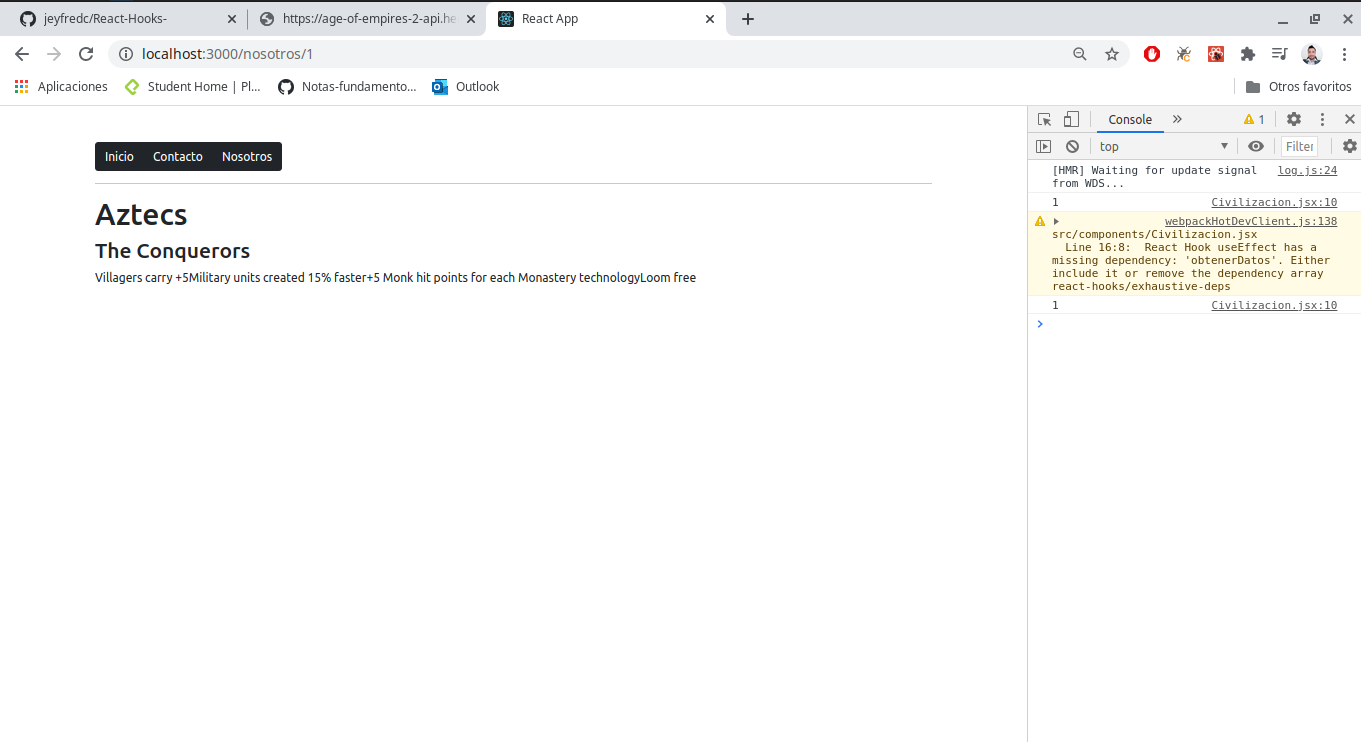 jeyfredc/React-Hooks-
https://age-of-empires-2-api.he
React App
localhost:3000/nosotros/1
Aplicaciones
Student Home | Pl...
Notas-fundamento...
Outlook
Otros favoritos
Inicio Contacto Nosotros
Aztecs
The Conquerors
Villagers carry +5Military units created 15% faster+5 Monk hit points for each Monastery technologyLoom free
Console
1
top
Filter
[HMR] Waiting for update signal log.js:24
from WDS...
1 Civilizacion.jsx:10
webpackHotDevClient.js:138
src/components/Civilizacion.jsx
Line 16:8: React Hook useEffect has a
missing dependency: 'obtenerDatos'. Either
include it or remove the dependency array
react-hooks/exhaustive-deps
1 Civilizacion.jsx:10